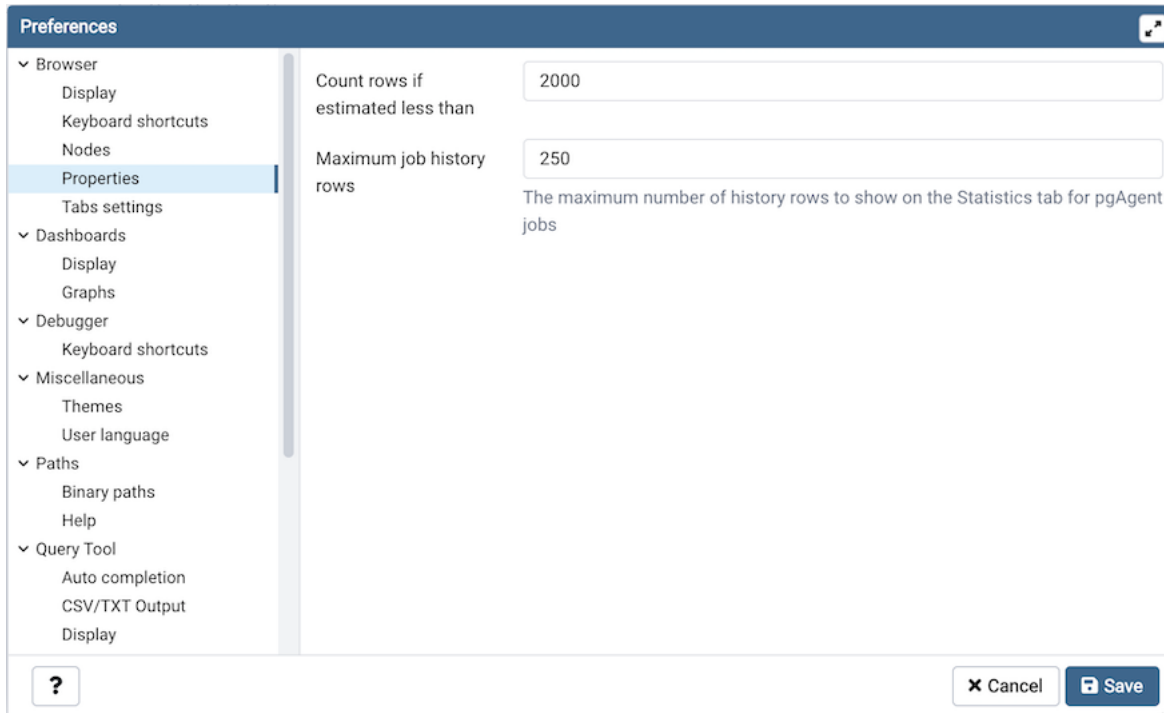 Preferences
Browser
Display
Keyboard shortcuts
Nodes
Properties
Tabs settings
Dashboards
Display
Graphs
Debugger
Keyboard shortcuts
Miscellaneous
Themes
User language
Paths
Binary paths
Help
Query Tool
Auto completion
CSV/TXT Output
Display
Count rows if
estimated less than
2000
Maximum job history
rows
250
The maximum number of history rows to show on the Statistics tab for pgAgent
jobs
?
Cancel
Save